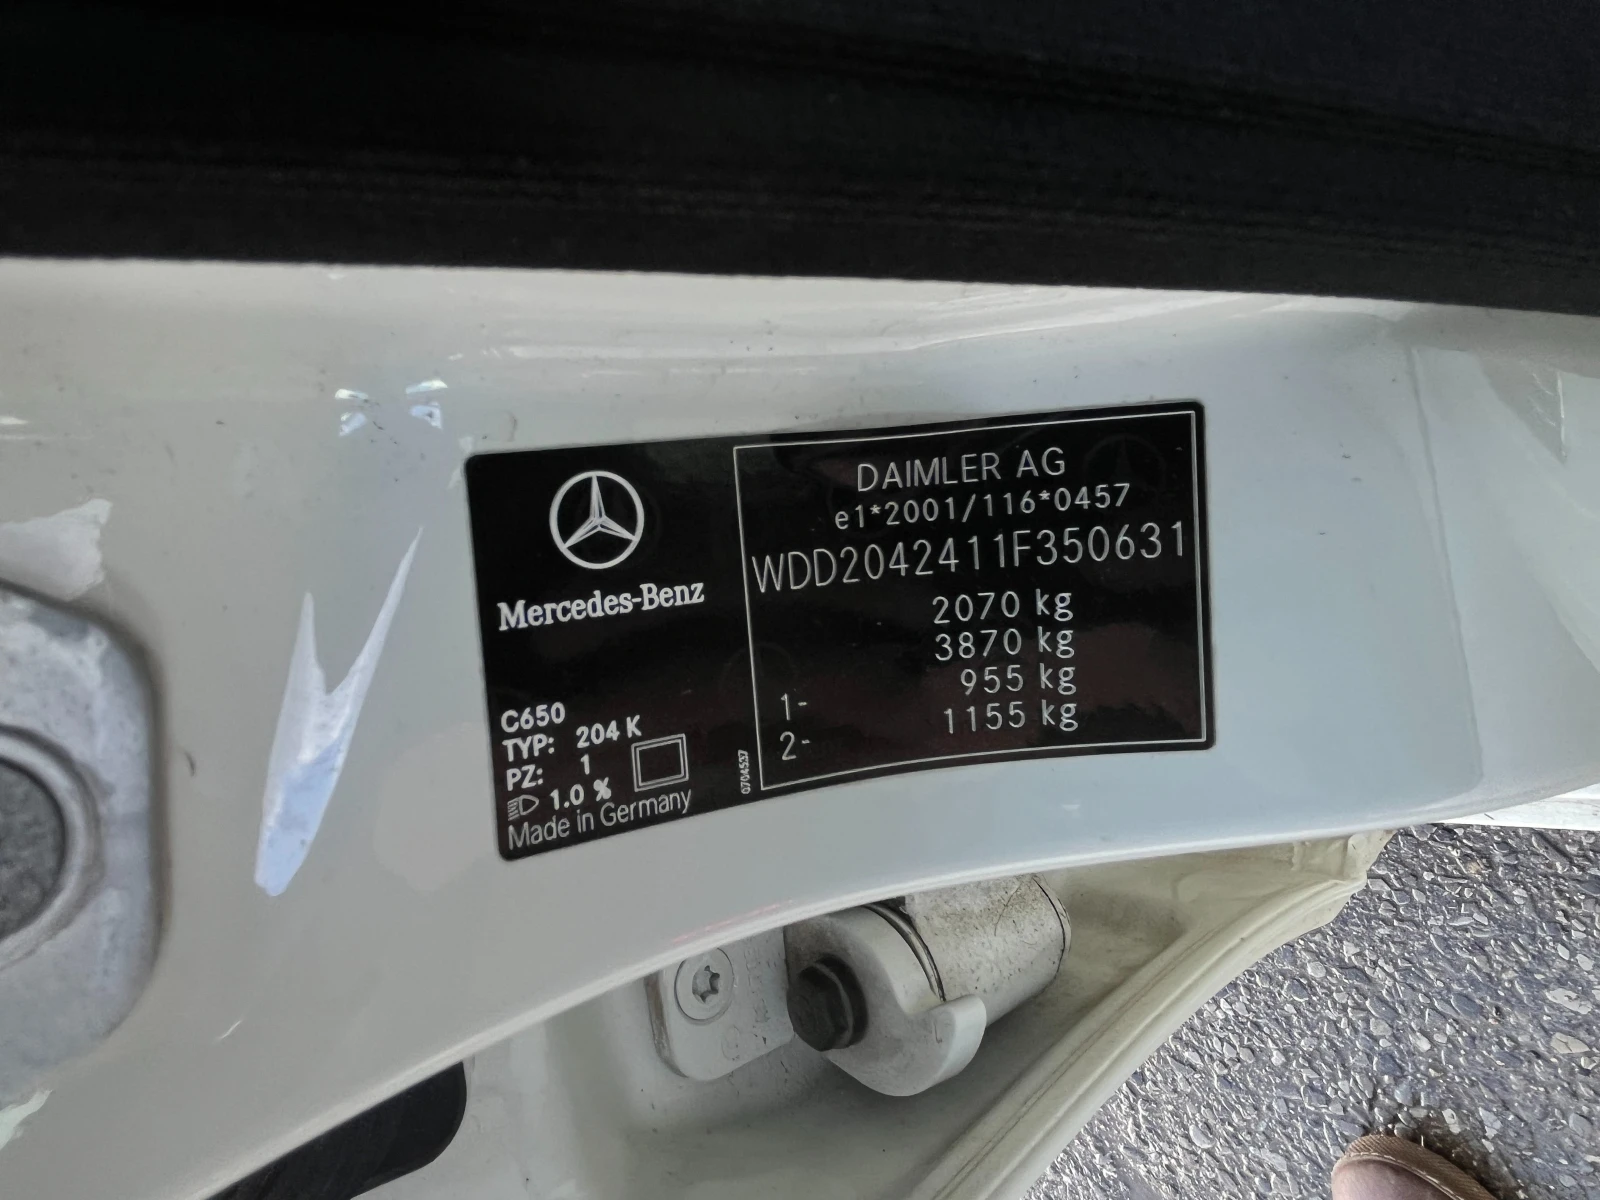 Mercedes-Benz
C650
TYP: 204 K
PZ: 1
1.0 %
Made in Germany
0704537
DAIMLER AG
e1*2001/116*0457
WDD2042411F350631
2070 kg
3870 kg
1- 955 kg
2- 1155 kg